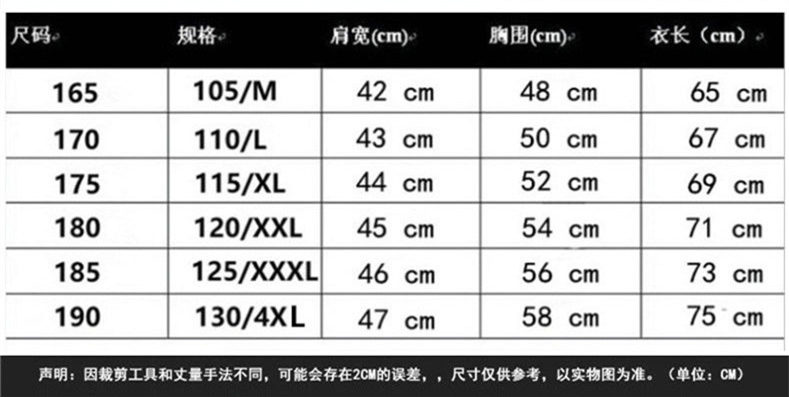 尺码 规格 肩宽(cm) 胸围(cm) 衣长（cm）
165 105/M 42 cm 48 cm 65 cm
170 110/L 43 cm 50 cm 67 cm
175 115/XL 44 cm 52 cm 69 cm
180 120/XXL 45 cm 54 cm 71 cm
185 125/XXXL 46 cm 56 cm 73 cm
190 130/4XL 47 cm 58 cm 75 cm
声明：因裁剪工具和丈量手法不同，可能会存在2CM的误差，，尺寸仅供参考，以实物图为准。（单位：CM）